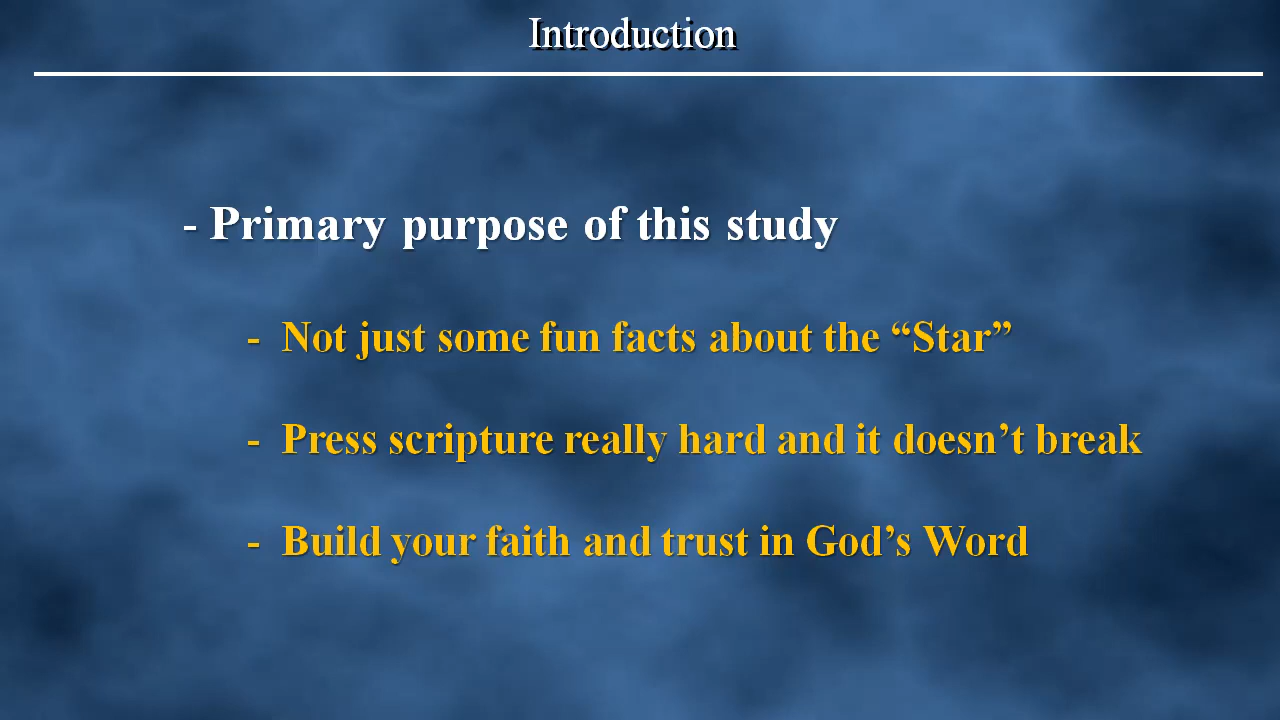 Introduction
- Primary purpose of this study
- Not just some fun facts about the “Star”
- Press scripture really hard and it doesn’t break
- Build your faith and trust in God’s Word